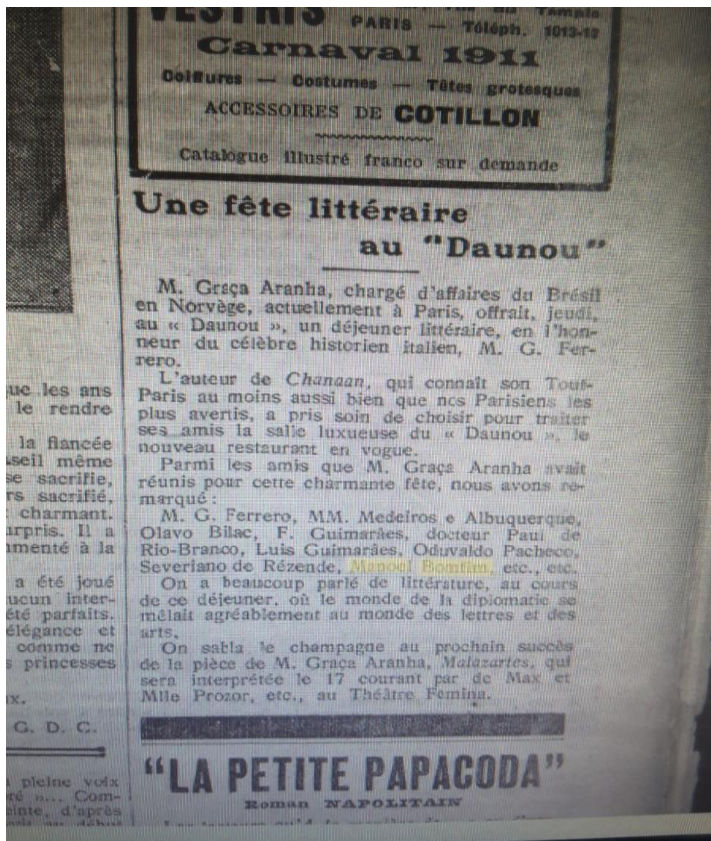 VESTRIS
Temple
PARIS — Téléph. 1013-13
Carnaval 1911
Coiffures — Costumes — Têtes grotesques
ACCESSOIRES DE COTILLON
Catalogue illustré franco sur demande
Une fête littéraire
au "Daunou"
M. Graça Aranha, chargé d'affaires du Brésil
en Norvège, actuellement à Paris, offrait, jeudi,
au « Daunou », un déjeuner littéraire, en l'hon-
neur du célèbre historien italien, M. G. Fer-
rero.
L'auteur de Chanaan, qui connaît son Tout-
Paris au moins aussi bien que nos Parisiens les
plus avertis, a pris soin de choisir pour traiter
ses amis la salle luxueuse du « Daunou », le
nouveau restaurant en vogue.
Parmi les amis que M. Graça Aranha avait
réunis pour cette charmante fête, nous avons re-
marqué :
M. G. Ferrero, MM. Medeiros e Albuquerque,
Olavo Bilac, F. Guimarães, docteur Paul de
Rio-Branco, Luis Guimarães, Oduvaldo Pacheco,
Severiano de Rézende, Manoel Bomfim, etc., etc.
On a beaucoup parlé de littérature, au cours
de ce déjeuner, où le monde de la diplomatie se
mêlait agréablement au monde des lettres et des
arts.
On sabla le champagne au prochain succès
de la pièce de M. Graça Aranha, Malazartes, qui
sera interprétée le 17 courant par de Max et
Mlle Prozor, etc., au Théâtre Femina.
"LA PETITE PAPACODA"
Roman NAPOLITAIN
que les ans
le rendre
la fiancée
seil même
se sacrifie,
rs sacrifié,
charmant.
urpris. Il a
menté à la
a été joué
ucun inter-
été parfaits.
élégance et
comme ne
s princesses
x.
G. D. C.
pleine voix
ré »... Com-
einte, d'après